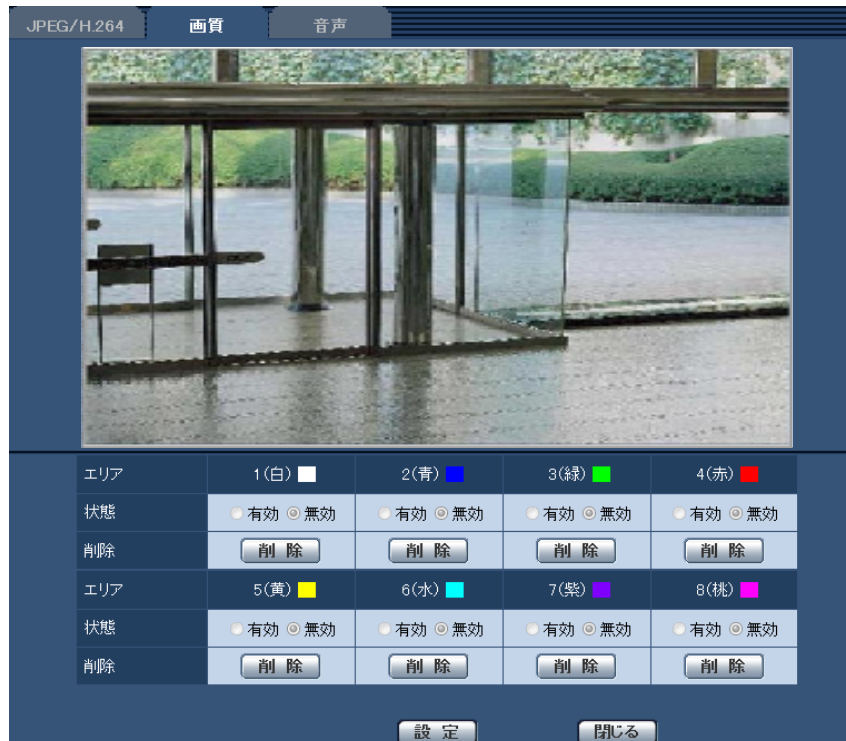 JPEG/H.264 画質 音声
エリア 1(白) 2(青) 3(緑) 4(赤)
状態 有効 無効 有効 無効 有効 無効 有効 無効
削除 削 除 削 除 削 除 削 除
エリア 5(黄) 6(水) 7(紫) 8(桃)
状態 有効 無効 有効 無効 有効 無効 有効 無効
削除 削 除 削 除 削 除 削 除
設 定 閉じる